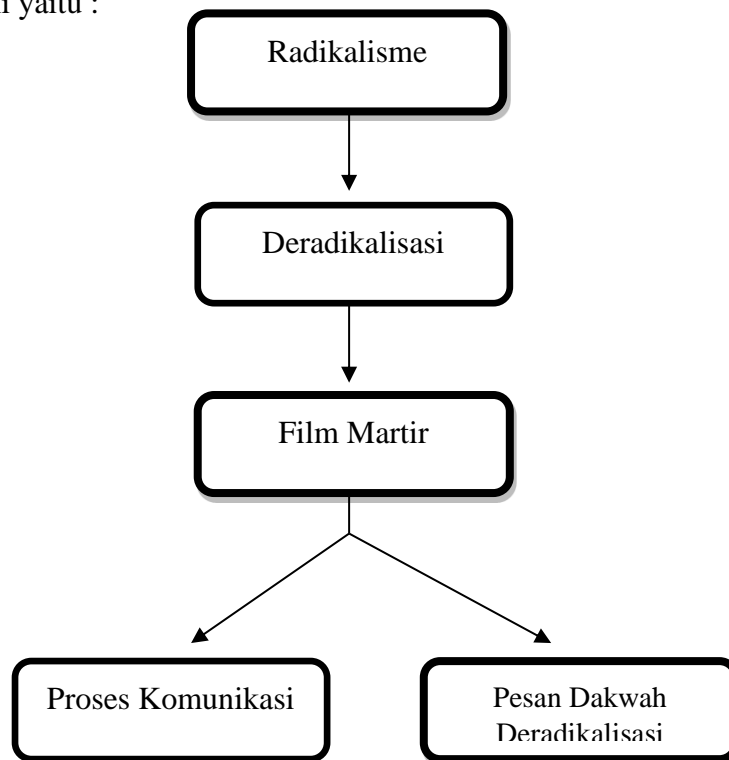 yaitu :
Radikalisme
Deradikalisasi
Film Martir
Proses Komunikasi
Pesan Dakwah
Deradikalisasi